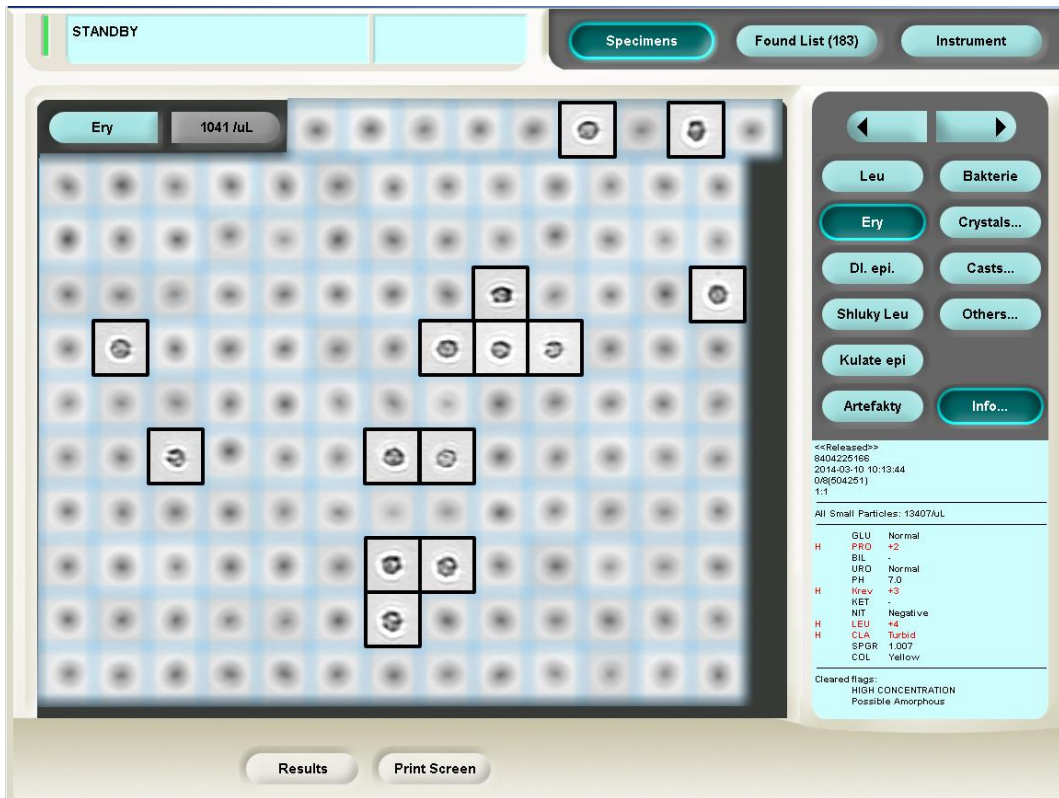 STANDBY
Specimens
Found List (183)
Instrument
Ery
1041 /uL
Leu
Bakterie
Ery
Crystals...
Dl. epi.
Casts...
Shluky Leu
Others...
Kulate epi
Artefakty
Info...
<<Released>>
8404225166
2014-03-10 10:13:44
0/8(504251)
1:1
All Small Particles: 13407/uL
GLU Normal
H PRO +2
BIL -
URO Normal
PH 7.0
H Krev +3
KET -
NIT Negative
H LEU +4
H CLA Turbid
SPGR 1.007
COL Yellow
Cleared flags:
HIGH CONCENTRATION
Possible Amorphous
Results
Print Screen